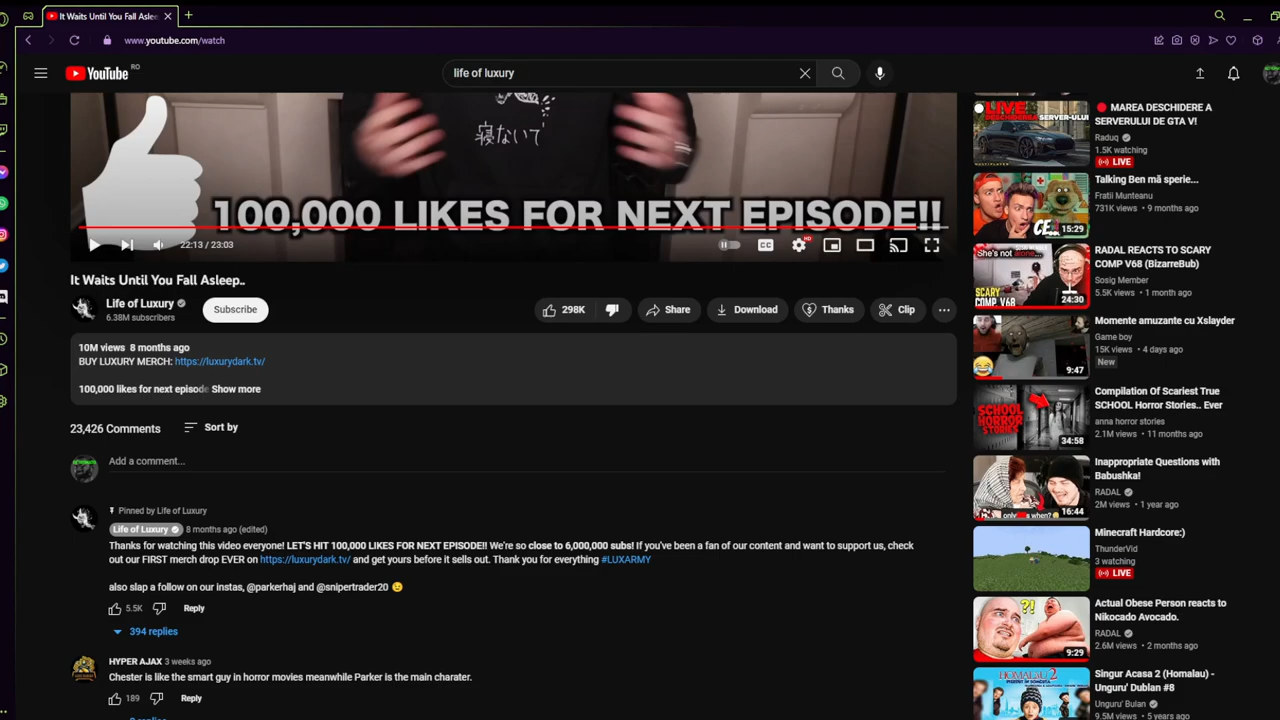 It Waits Until You Fall Aslee
www.youtube.com/watch
YouTube RO
life of luxury
寝ないで
100,000 LIKES FOR NEXT EPISODE!!
22:13 / 23:03
CC
HD
It Waits Until You Fall Asleep..
Life of Luxury
6.38M subscribers
Subscribe
298K
Share
Download
Thanks
Clip
10M views 8 months ago
BUY LUXURY MERCH: https://luxurydark.tv/
100,000 likes for next episode Show more
23,426 Comments
Sort by
Add a comment...
Pinned by Life of Luxury
Life of Luxury 8 months ago (edited)
Thanks for watching this video everyone! LET'S HIT 100,000 LIKES FOR NEXT EPISODE!! We're so close to 6,000,000 subs! If you've been a fan of our content and want to support us, check
out our FIRST merch drop EVER on https://luxurydark.tv/ and get yours before it sells out. Thank you for everything #LUXARMY
also slap a follow on our instas, @parkerhaj and @snipertrader20 😉
5.5K
Reply
394 replies
HYPER AJAX 3 weeks ago
Chester is like the smart guy in horror movies meanwhile Parker is the main charater.
189
Reply
LIVE
MAREA DESCHIDERE A
SERVERULUI DE GTA V!
Raduq
1.5K watching
LIVE
Talking Ben mă sperie...
Fratii Munteanu
731K views • 9 months ago
CE...
15:29
RADAL REACTS TO SCARY
COMP V68 (BizarreBub)
Sosig Member
5.5K views • 1 month ago
She's not alone...
SCARY
COMP V68
24:30
Momente amuzante cu Xslayder
Game boy
15K views • 4 days ago
New
9:47
Compilation Of Scariest True
SCHOOL Horror Stories.. Ever
anna horror stories
2.1M views • 11 months ago
SCHOOL
HORROR
STORIES
34:58
Inappropriate Questions with
Babushka!
RADAL
2M views • 1 year ago
16:44
Minecraft Hardcore:)
ThunderVid
3 watching
LIVE
Actual Obese Person reacts to
Nikocado Avocado.
RADAL
2.6M views • 2 months ago
?!
9:29
Singur Acasa 2 (Homalau) -
Unguru' Dublan #8
Unguru' Bulan
9.5M views • 5 years ago
HOMALAU 2